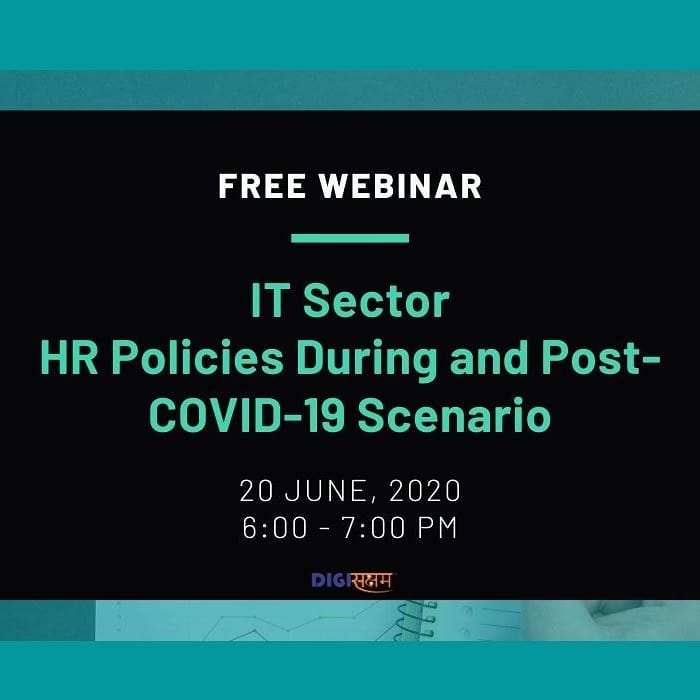 FREE WEBINAR
IT Sector
HR Policies During and Post-
COVID-19 Scenario
20 JUNE, 2020
6:00 - 7:00 PM
DIGIसक्षम